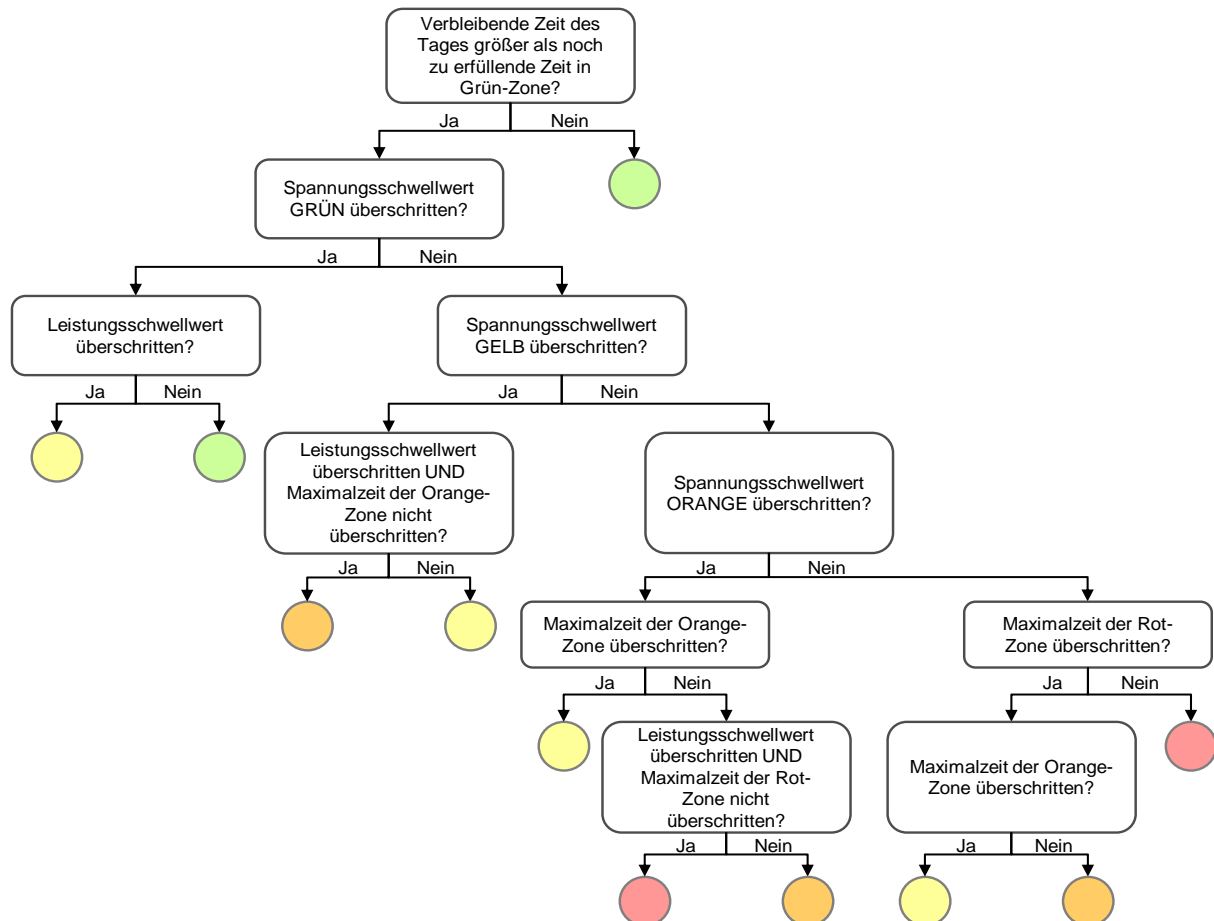 Verbleibende Zeit des
Tages größer als noch
zu erfüllende Zeit in
Grün-Zone?
Ja
Nein
Spannungsschwellwert
GRÜN überschritten?
Ja
Nein
Leistungsschwellwert
überschritten?
Spannungsschwellwert
GELB überschritten?
Ja
Nein
Ja
Nein
Leistungsschwellwert
überschritten UND
Maximalzeit der Orange-
Zone nicht
überschritten?
Spannungsschwellwert
ORANGE überschritten?
Ja
Nein
Ja
Nein
Maximalzeit der Orange-
Zone überschritten?
Maximalzeit der Rot-
Zone überschritten?
Ja
Nein
Ja
Nein
Leistungsschwellwert
überschritten UND
Maximalzeit der Rot-
Zone nicht
überschritten?
Maximalzeit der Orange-
Zone überschritten?
Ja
Nein
Ja
Nein